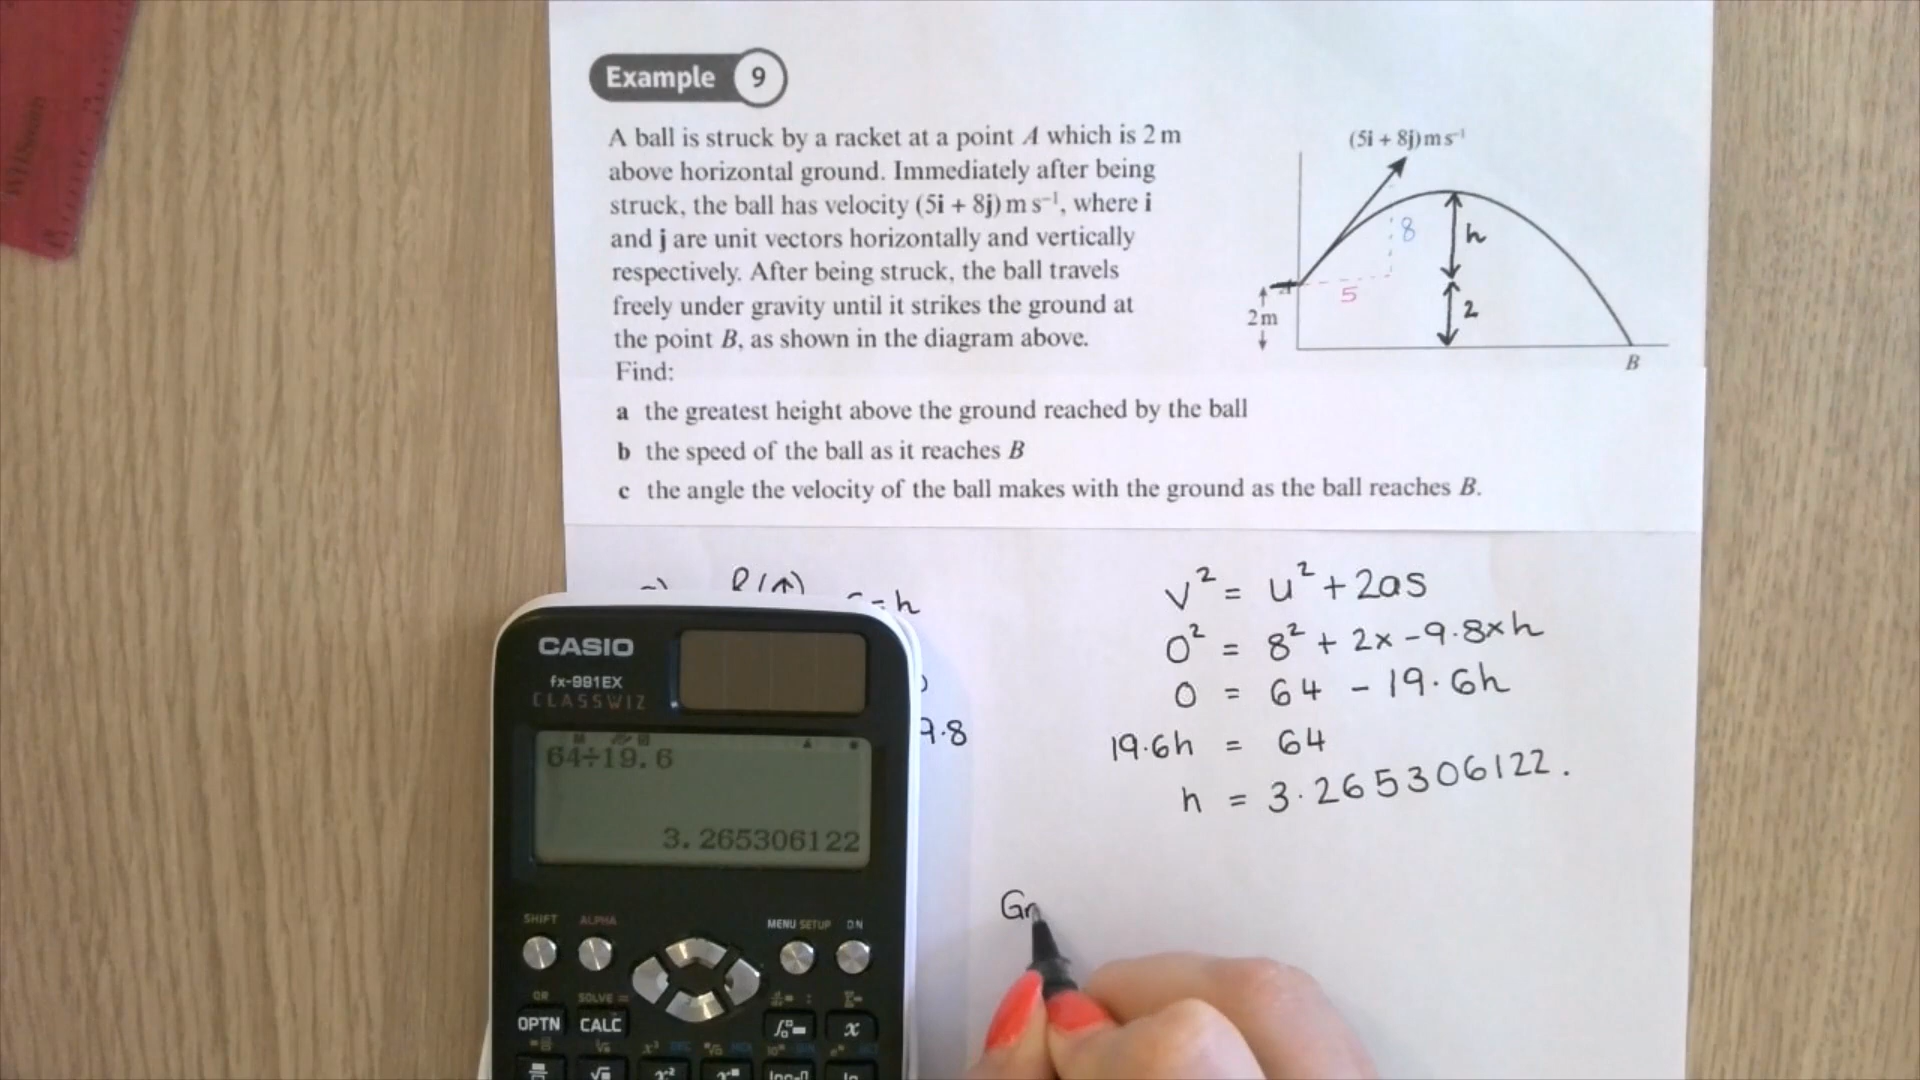 Example 9
A ball is struck by a racket at a point A which is 2 m
above horizontal ground. Immediately after being
struck, the ball has velocity (5i + 8j) m s⁻¹, where i
and j are unit vectors horizontally and vertically
respectively. After being struck, the ball travels
freely under gravity until it strikes the ground at
the point B, as shown in the diagram above.
Find:
a the greatest height above the ground reached by the ball
b the speed of the ball as it reaches B
c the angle the velocity of the ball makes with the ground as the ball reaches B.
(5i + 8j) m s⁻¹
8
h
5
2
2 m
B
R(↑)
= h
9.8
V² = u² + 2as
0² = 8² + 2x -9.8xh
0 = 64 - 19.6h
19.6h = 64
h = 3.265306122.
Gr
CASIO
fx-991EX
CLASSWIZ
64÷19.6
3.265306122
SHIFT ALPHA
MENU SETUP ON
SOLVE =
OPTN CALC
x